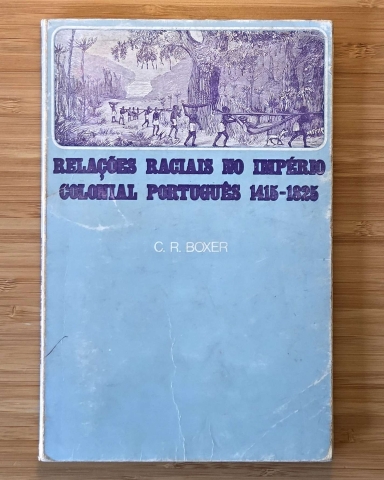 RELAÇÕES RACIAIS NO IMPÉRIO
COLONIAL PORTUGUÊS 1415-1825
C. R. BOXER